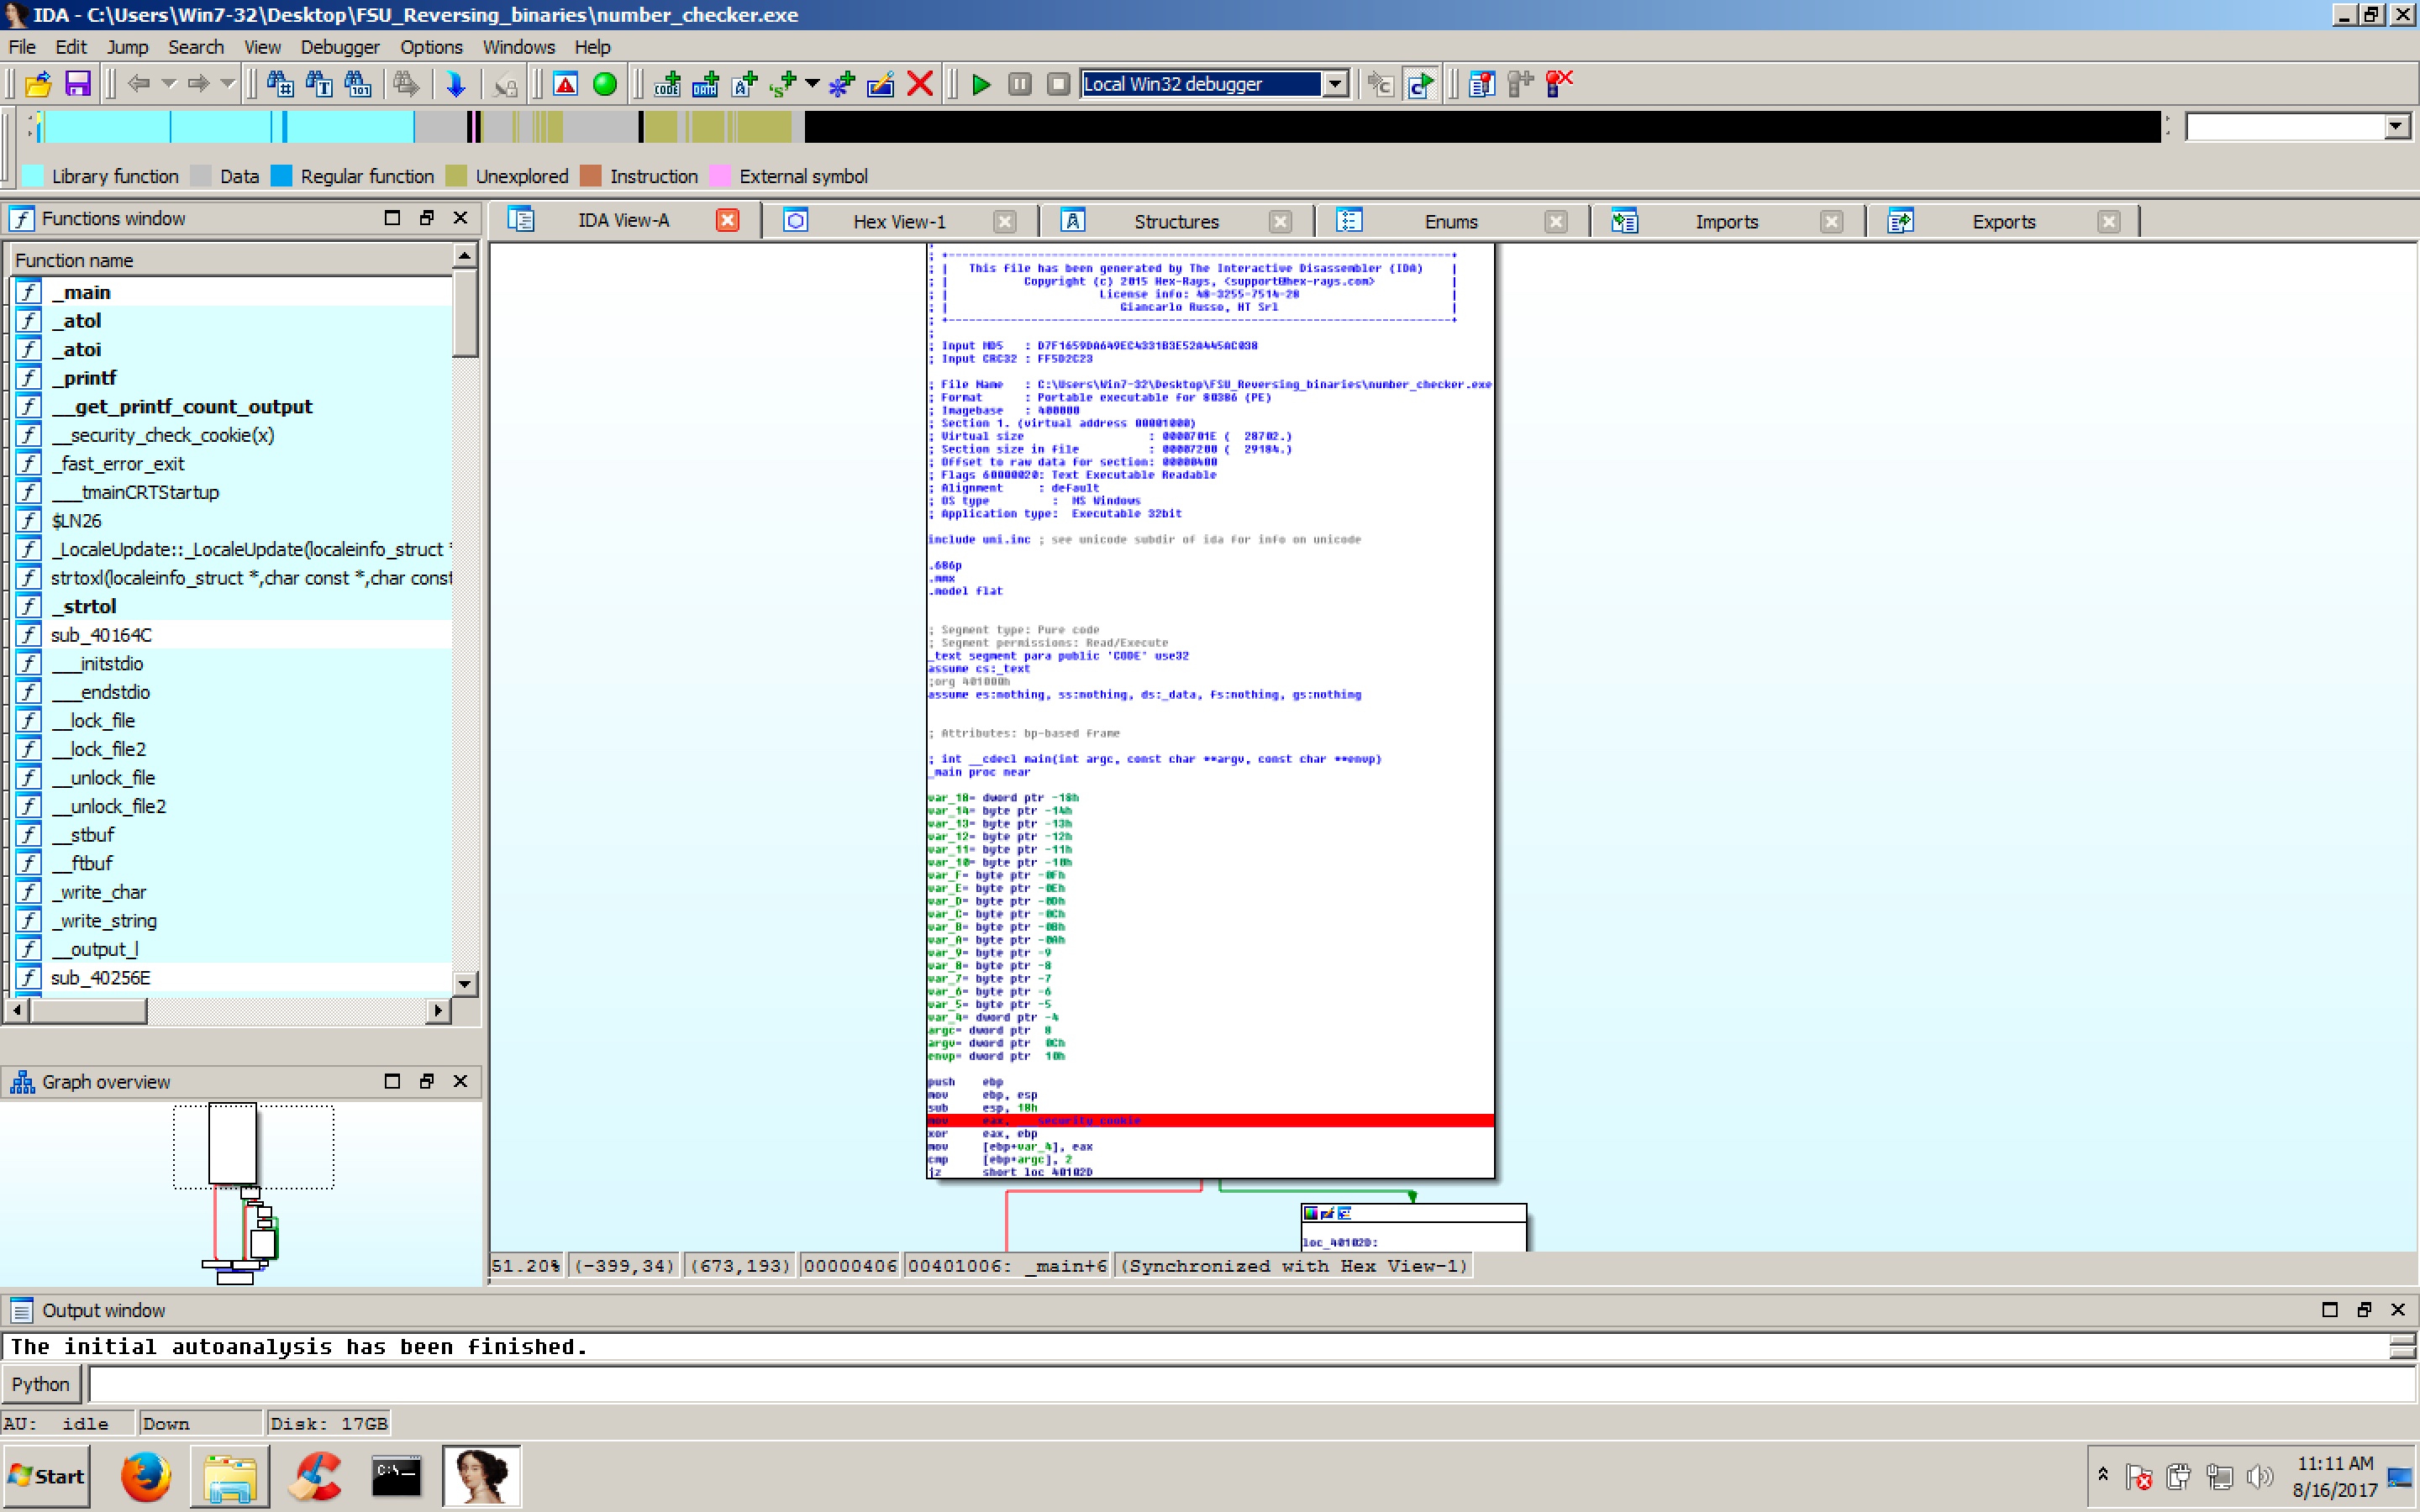 IDA - C:\Users\Win7-32\Desktop\FSU_Reversing_binaries\number_checker.exe
File Edit Jump Search View Debugger Options Windows Help
Local Win32 debugger
Library function Data Regular function Unexplored Instruction External symbol
Functions window
IDA View-A Hex View-1 Structures Enums Imports Exports
Function name
_main
_atol
_atoi
_printf
__get_printf_count_output
__security_check_cookie(x)
_fast_error_exit
___tmainCRTStartup
$LN26
_LocaleUpdate::_LocaleUpdate(localeinfo_struct *
strtoxl(localeinfo_struct *,char const *,char const
_strtol
sub_40164C
___initstdio
___endstdio
__lock_file
__lock_file2
__unlock_file
__unlock_file2
__stbuf
__ftbuf
_write_char
_write_string
__output_l
sub_40256E
Graph overview
; +-------------------------------------------------------------------------+
; | This file has been generated by The Interactive Disassembler (IDA) |
; | Copyright (c) 2015 Hex-Rays, <support@hex-rays.com> |
; | License info: 48-3255-7514-28 |
; | Giancarlo Russo, HT Srl |
; +-------------------------------------------------------------------------+
;
; Input MD5 : D7F1659DA649EC4331B3E52A445AC038
; Input CRC32 : FF5D2C23
; File Name : C:\Users\Win7-32\Desktop\FSU_Reversing_binaries\number_checker.exe
; Format : Portable executable for 80386 (PE)
; Imagebase : 400000
; Section 1. (virtual address 00001000)
; Virtual size : 0000701E ( 28702.)
; Section size in file : 00007200 ( 29184.)
; Offset to raw data for section: 00000400
; Flags 60000020: Text Executable Readable
; Alignment : default
; OS type : MS Windows
; Application type: Executable 32bit
include uni.inc ; see unicode subdir of ida for info on unicode
.686p
.mmx
.model flat
; Segment type: Pure code
; Segment permissions: Read/Execute
_text segment para public 'CODE' use32
assume cs:_text
;org 401000h
assume es:nothing, ss:nothing, ds:_data, fs:nothing, gs:nothing
; Attributes: bp-based frame
; int __cdecl main(int argc, const char **argv, const char **envp)
_main proc near
var_18= dword ptr -18h
var_14= byte ptr -14h
var_13= byte ptr -13h
var_12= byte ptr -12h
var_11= byte ptr -11h
var_10= byte ptr -10h
var_F= byte ptr -0Fh
var_E= byte ptr -0Eh
var_D= byte ptr -0Dh
var_C= byte ptr -0Ch
var_B= byte ptr -0Bh
var_A= byte ptr -0Ah
var_9= byte ptr -9
var_8= byte ptr -8
var_7= byte ptr -7
var_6= byte ptr -6
var_5= byte ptr -5
var_4= dword ptr -4
argc= dword ptr 8
argv= dword ptr 0Ch
envp= dword ptr 10h
push ebp
mov ebp, esp
sub esp, 18h
mov eax, ___security_cookie
xor eax, ebp
mov [ebp+var_4], eax
cmp [ebp+argc], 2
jz short loc_40102D
loc_40102D:
51.20% (-399,34) (673,193) 00000406 00401006: _main+6 (Synchronized with Hex View-1)
Output window
The initial autoanalysis has been finished.
Python
AU: idle Down Disk: 17GB
Start
C:\_
11:11 AM
8/16/2017